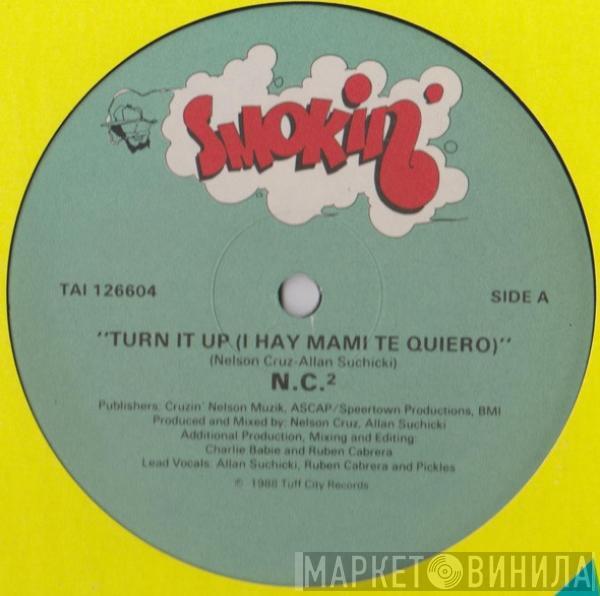 SMOKIN'
TAI 126604
SIDE A
"TURN IT UP (I HAY MAMI TE QUIERO)"
(Nelson Cruz-Allan Suchicki)
N.C.²
Publishers: Cruzin' Nelson Muzik, ASCAP/Speertown Productions, BMI
Produced and Mixed by: Nelson Cruz, Allan Suchicki
Additional Production, Mixing and Editing:
Charlie Babie and Ruben Cabrera
Lead Vocals: Allan Suchicki, Ruben Cabrera and Pickles
© 1988 Tuff City Records
МАРКЕТ ВИНИЛА